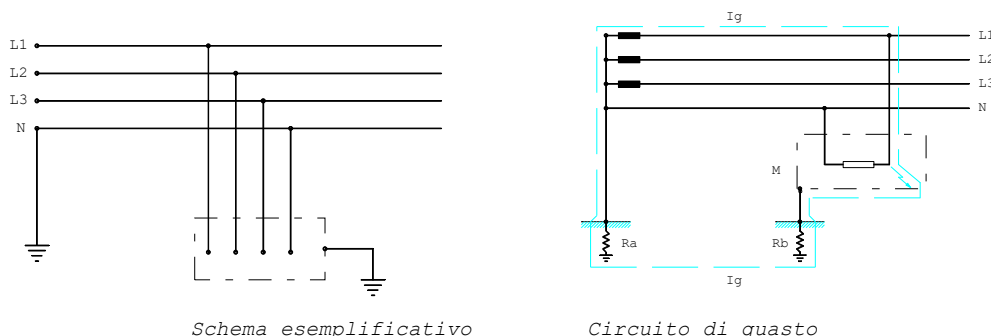 L1
L2
L3
N
Schema esemplificativo
Ig
L1
L2
L3
N
M
Ra
Rb
Ig
Circuito di guasto